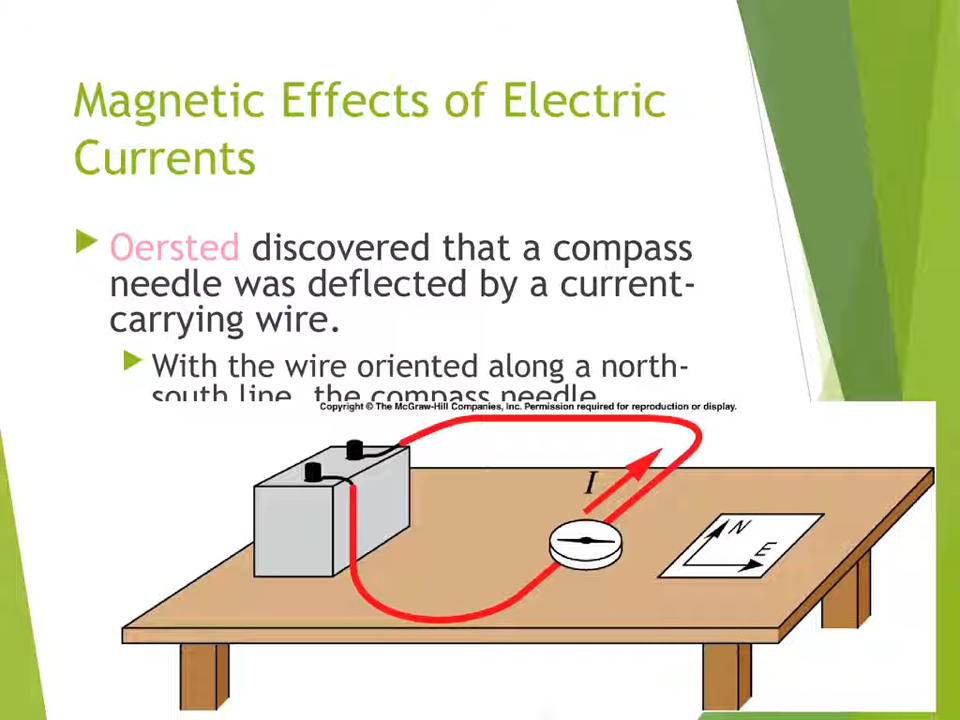 Magnetic Effects of Electric
Currents
Oersted discovered that a compass
needle was deflected by a current-
carrying wire.
With the wire oriented along a north-
south line, the compass needle
Copyright © The McGraw-Hill Companies, Inc. Permission required for reproduction or display.
I
N
E